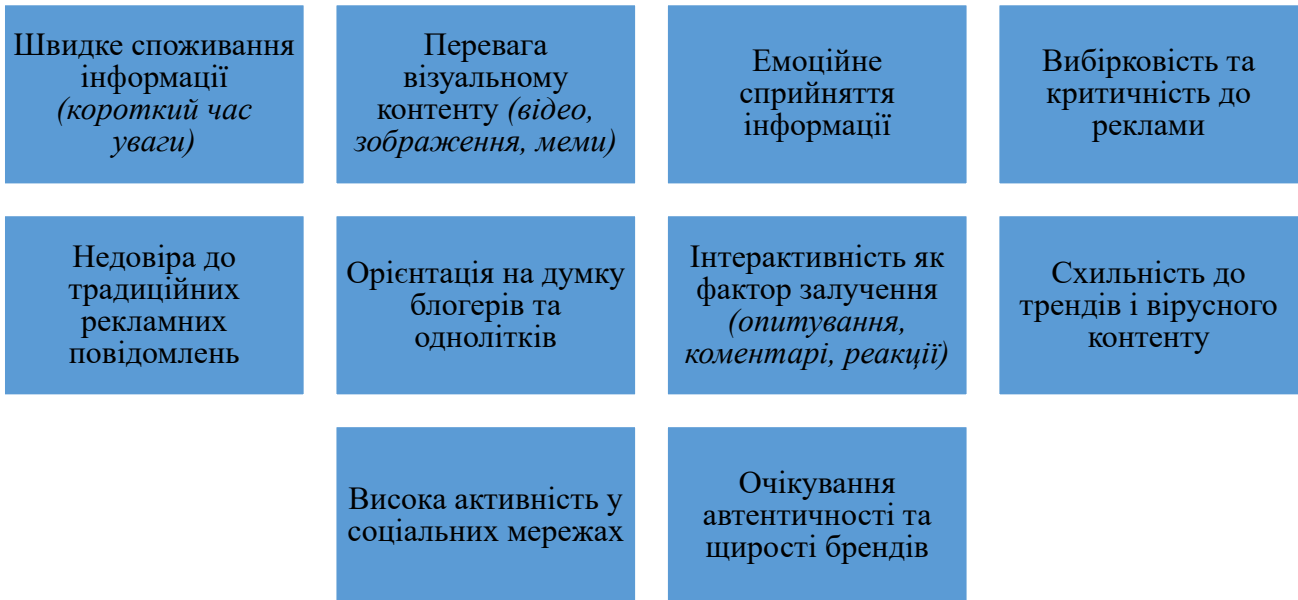 Швидке споживання
інформації
(короткий час
уваги)
Перевага
візуальному
контенту (відео,
зображення, меми)
Емоційне
сприйняття
інформації
Вибірковість та
критичність до
реклами
Недовіра до
традиційних
рекламних
повідомлень
Орієнтація на думку
блогерів та
однолітків
Інтерактивність як
фактор залучення
(опитування,
коментарі, реакції)
Схильність до
трендів і вірусного
контенту
Висока активність у
соціальних мережах
Очікування
автентичності та
щирості брендів